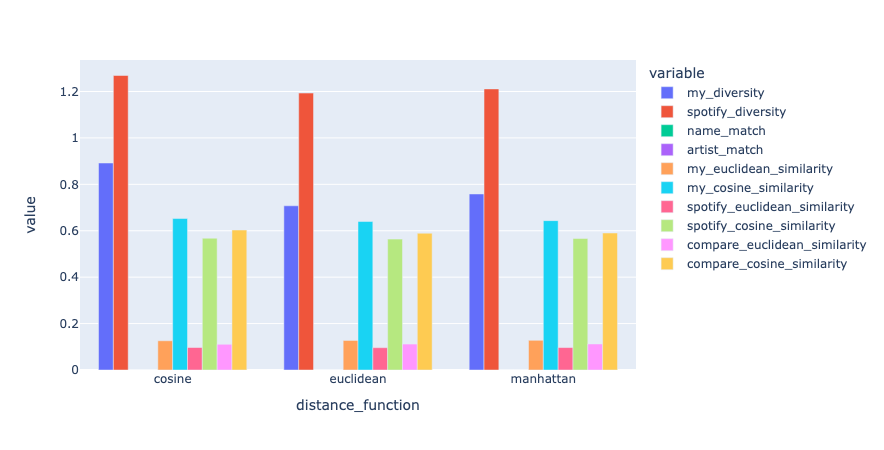 value
1.2
1
0.8
0.6
0.4
0.2
0
cosine
euclidean
manhattan
distance_function
variable
my_diversity
spotify_diversity
name_match
artist_match
my_euclidean_similarity
my_cosine_similarity
spotify_euclidean_similarity
spotify_cosine_similarity
compare_euclidean_similarity
compare_cosine_similarity